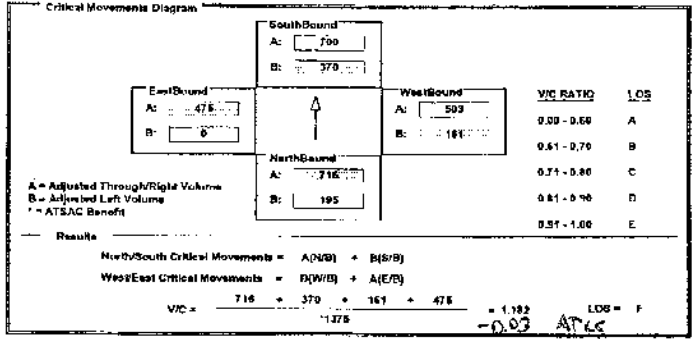 Critical Movements Diagram
SouthBound
A: 700
B: 370
EastBound
A: 475
B: 0
WestBound
A: 503
B: 161
V/C RATIO LOS
0.00 - 0.60 A
0.61 - 0.70 B
0.71 - 0.80 C
0.81 - 0.90 D
0.91 - 1.00 E
NorthBound
A: 716
B: 195
A = Adjusted Through/Right Volume
B = Adjusted Left Volume
* = ATSAC Benefit
Results
North/South Critical Movements = A(N/B) + B(S/B)
West/East Critical Movements = B(W/B) + A(E/B)
V/C = 716 + 370 + 161 + 475 = 1.182 LOS = F
*1375
-0.03 ATCS